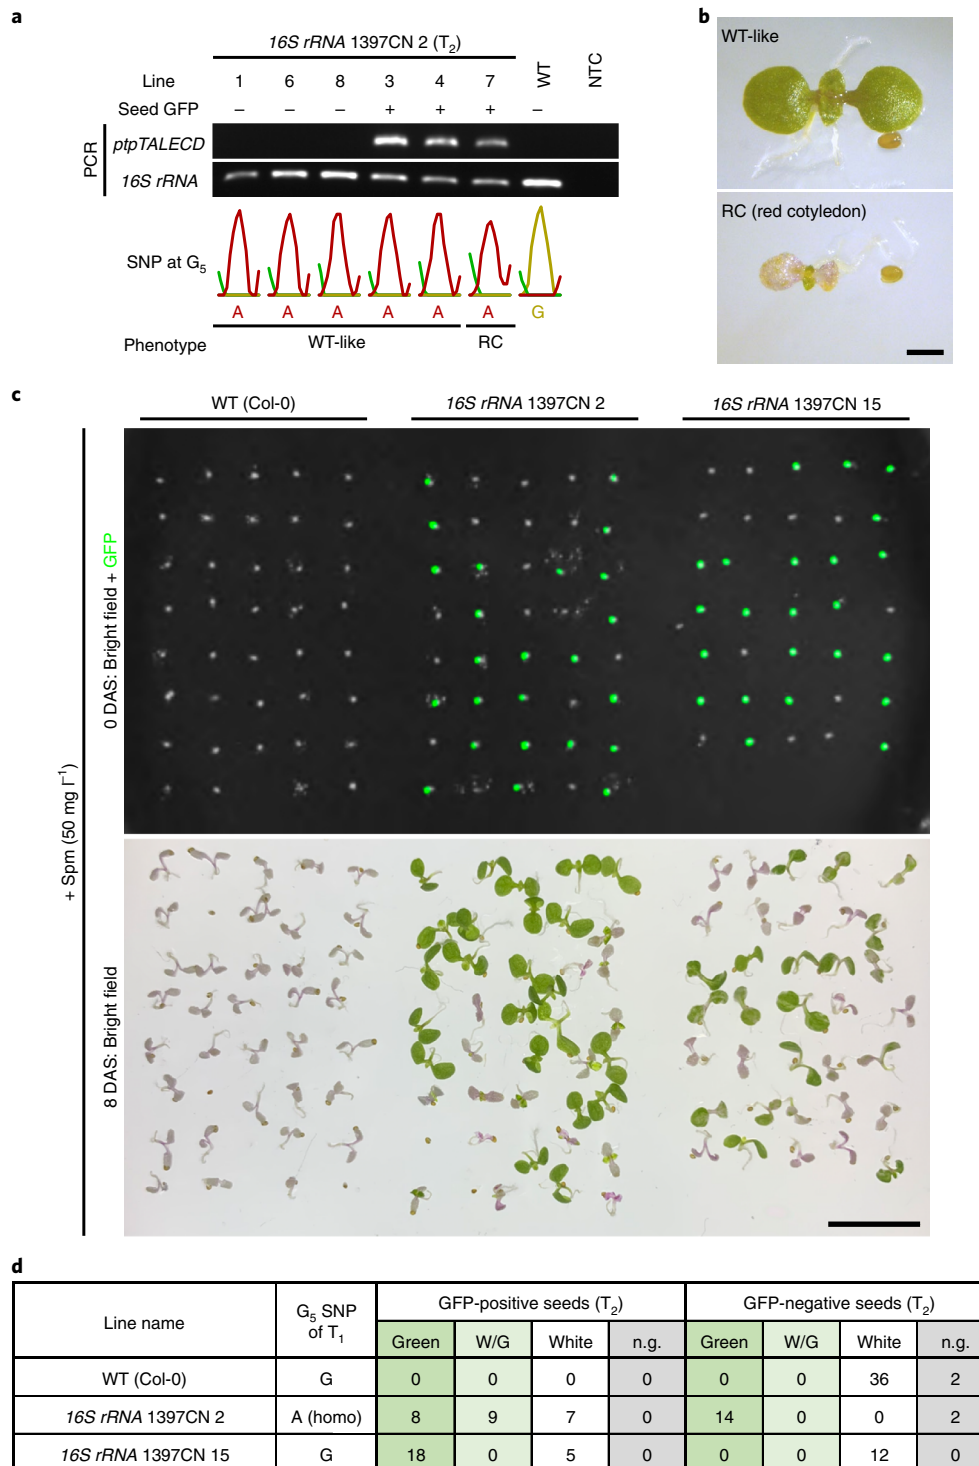 a
16S rRNA 1397CN 2 (T2)
Line 1 6 8 3 4 7 WT NTC
Seed GFP – – – + + + –
PCR
ptpTALECD
16S rRNA
SNP at G5
A A A A A A G
Phenotype WT-like RC
b
WT-like
RC (red cotyledon)
c
WT (Col-0) 16S rRNA 1397CN 2 16S rRNA 1397CN 15
+ Spm (50 mg l−1)
0 DAS: Bright field + GFP
8 DAS: Bright field
d
Line name G5 SNP of T1 GFP-positive seeds (T2) GFP-negative seeds (T2)
Green W/G White n.g. Green W/G White n.g.
WT (Col-0) G 0 0 0 0 0 0 36 2
16S rRNA 1397CN 2 A (homo) 8 9 7 0 14 0 0 2
16S rRNA 1397CN 15 G 18 0 5 0 0 0 12 0